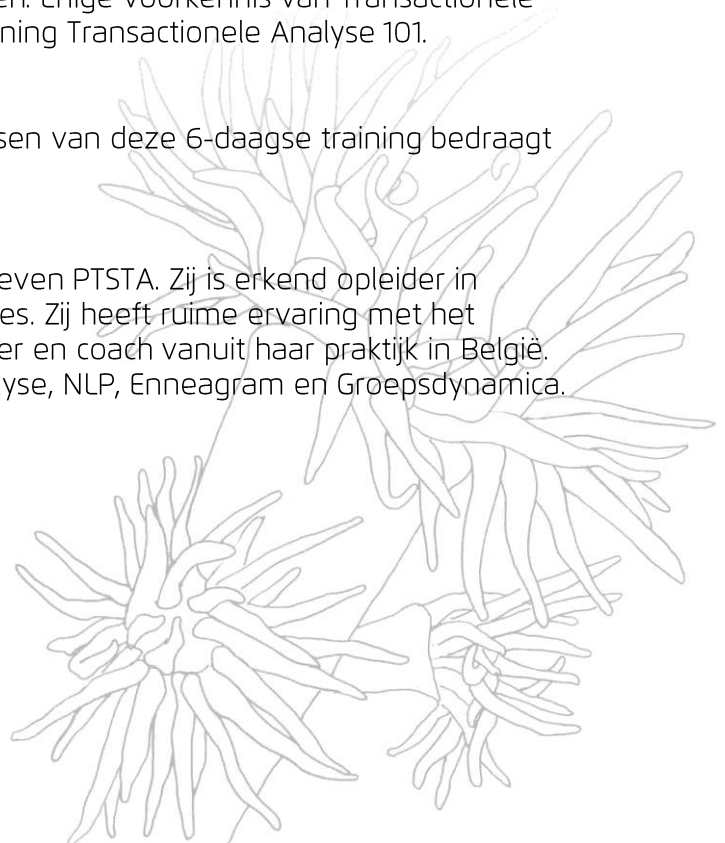 en. Enige voorkennis van Transactionele
ning Transactionele Analyse 101.
sen van deze 6-daagse training bedraagt
even PTSTA. Zij is erkend opleider in
es. Zij heeft ruime ervaring met het
er en coach vanuit haar praktijk in België.
lyse, NLP, Enneagram en Groepsdynamica.